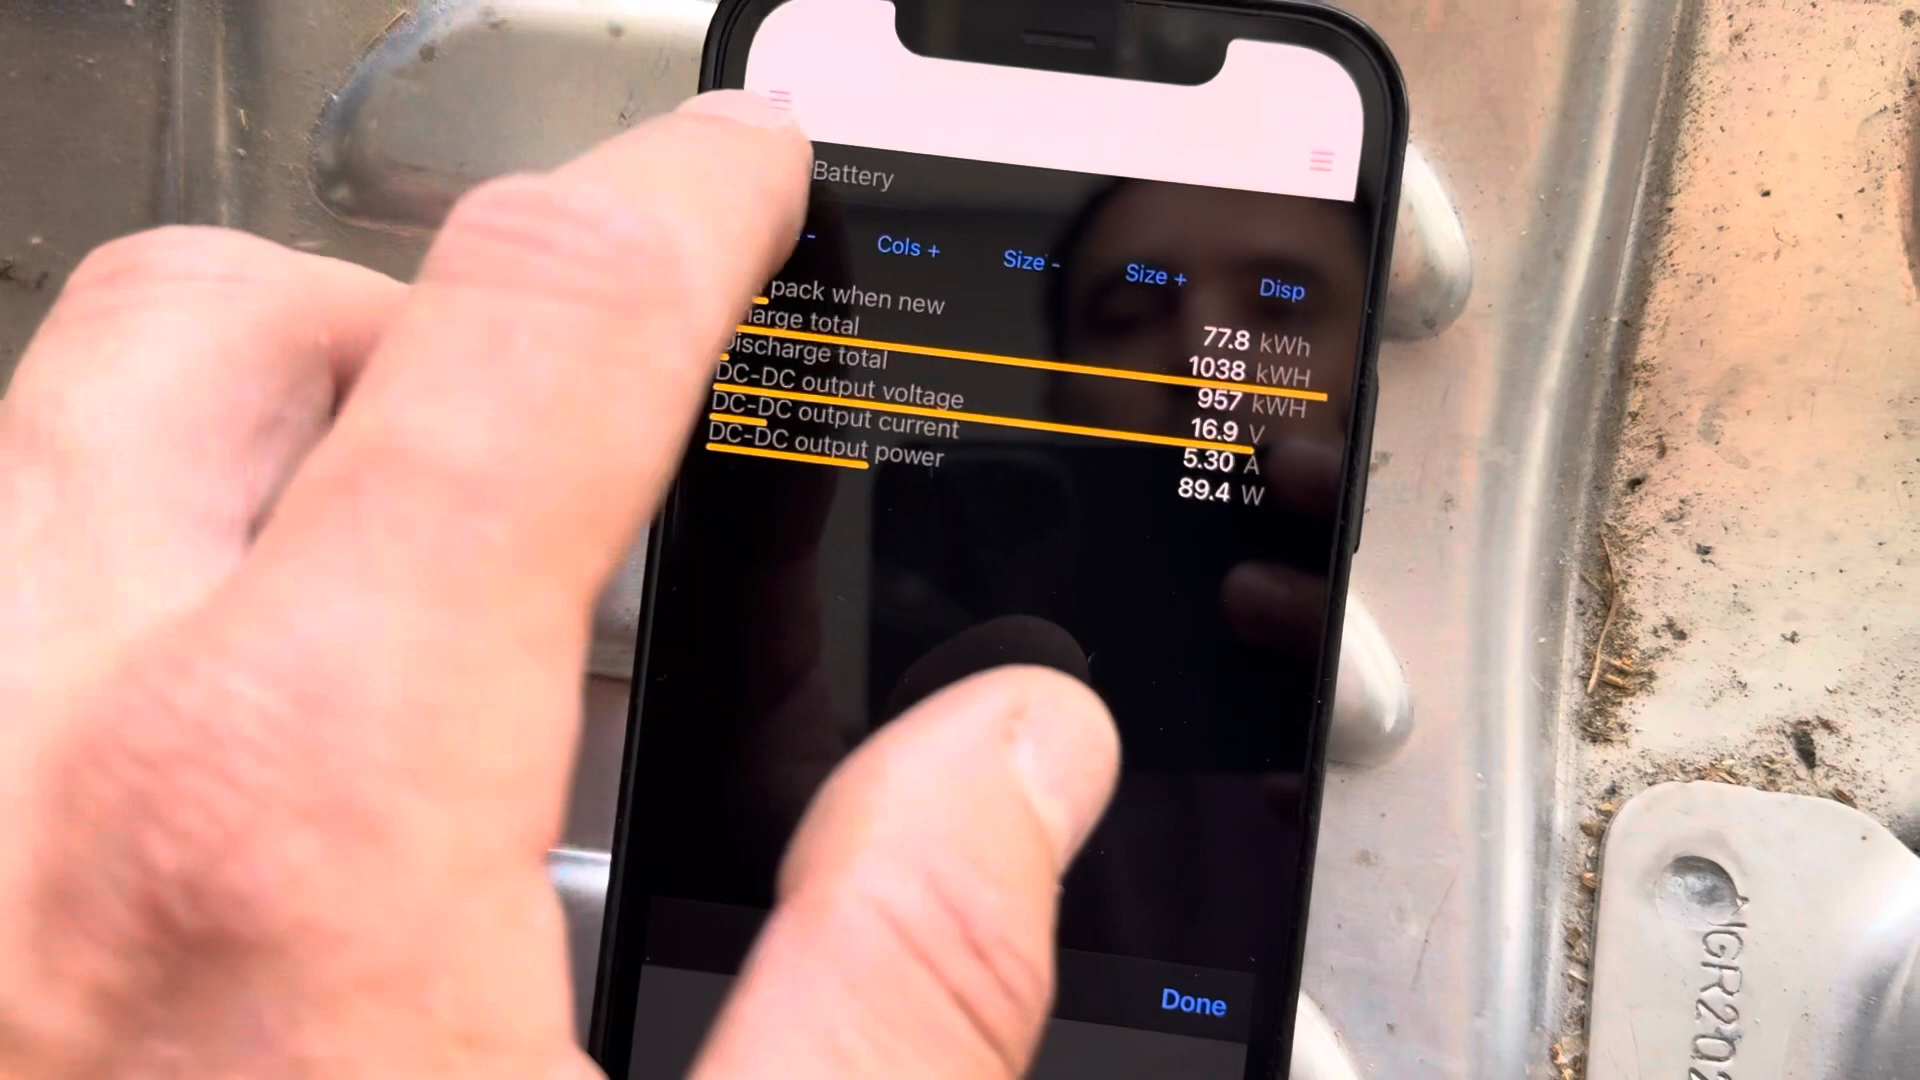 Battery
- Cols + Size - Size + Disp
pack when new 77.8 kWh
harge total 1038 kWH
Discharge total 957 kWH
DC-DC output voltage 16.9 V
DC-DC output current 5.30 A
DC-DC output power 89.4 W
Done